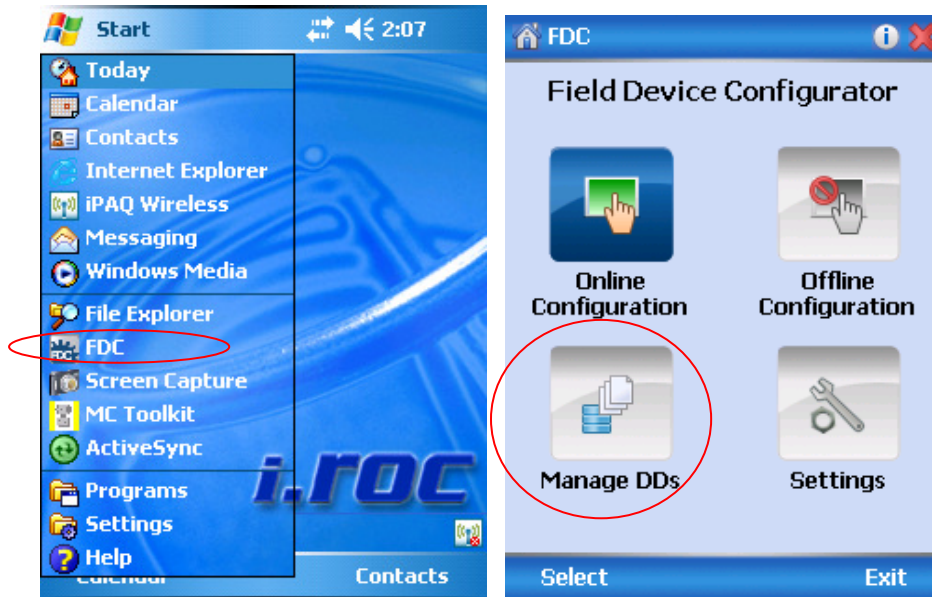 Start 2:07
Today
Calendar
Contacts
Internet Explorer
iPAQ Wireless
Messaging
Windows Media
File Explorer
FDC
Screen Capture
MC Toolkit
ActiveSync
Programs
Settings
Help
i.roc
Calendar Contacts
FDC
Field Device Configurator
Online
Configuration
Offline
Configuration
Manage DDs
Settings
Select Exit